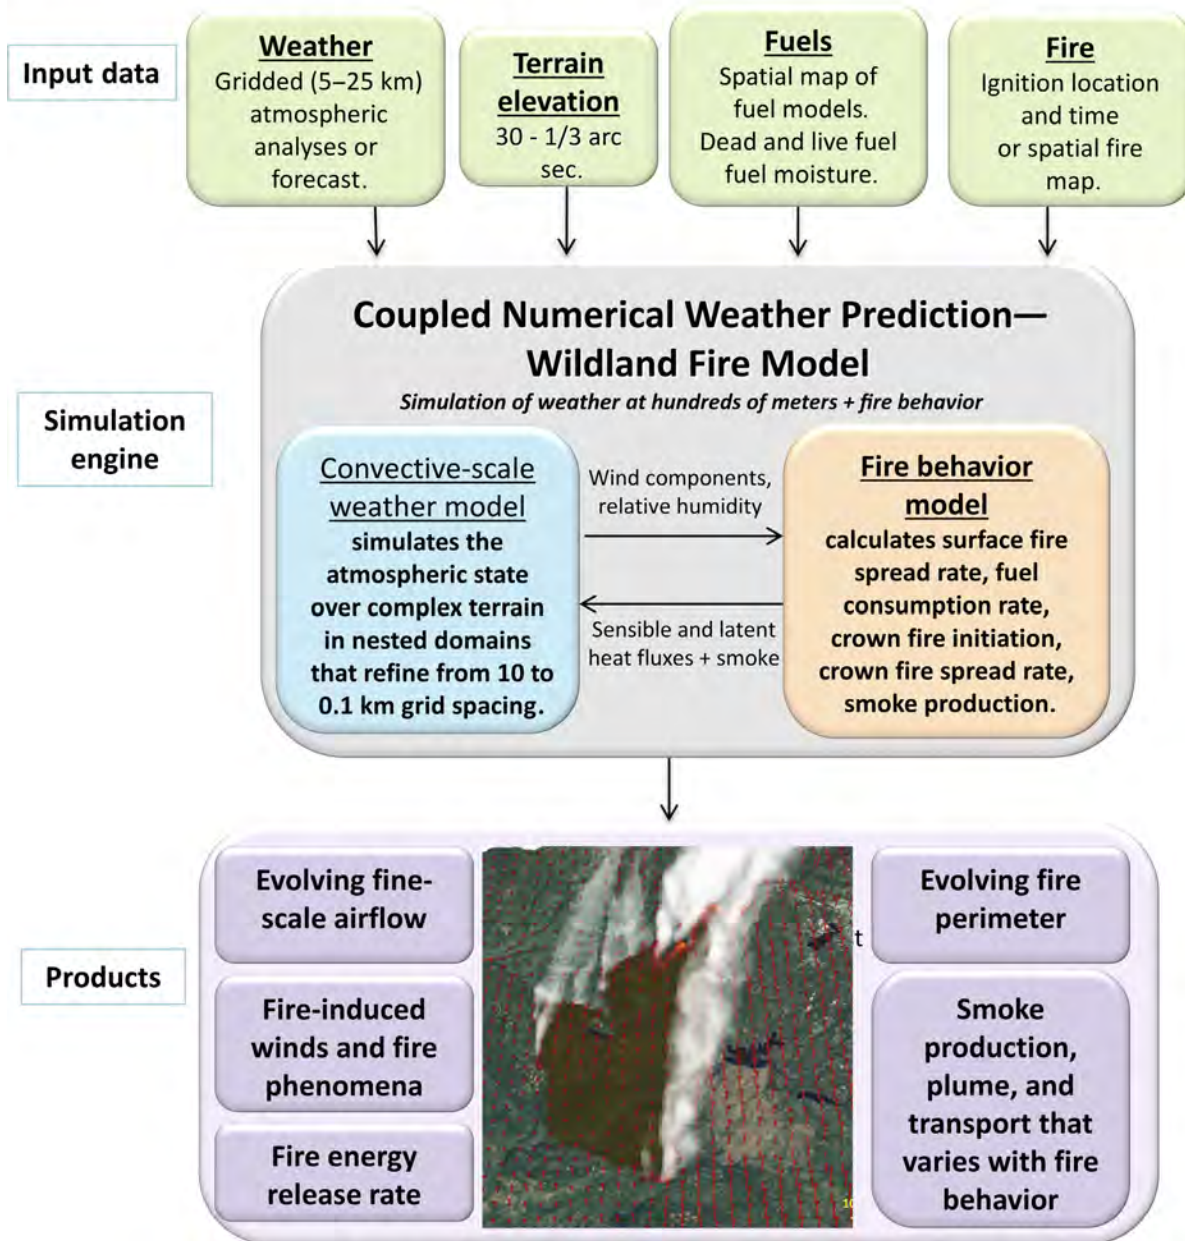 Input data
Weather
Gridded (5–25 km)
atmospheric
analyses or
forecast.
Terrain
elevation
30 - 1/3 arc
sec.
Fuels
Spatial map of
fuel models.
Dead and live fuel
fuel moisture.
Fire
Ignition location
and time
or spatial fire
map.
Simulation
engine
Coupled Numerical Weather Prediction—
Wildland Fire Model
Simulation of weather at hundreds of meters + fire behavior
Convective-scale
weather model
simulates the
atmospheric state
over complex terrain
in nested domains
that refine from 10 to
0.1 km grid spacing.
Wind components,
relative humidity
Sensible and latent
heat fluxes + smoke
Fire behavior
model
calculates surface fire
spread rate, fuel
consumption rate,
crown fire initiation,
crown fire spread rate,
smoke production.
Products
Evolving fine-
scale airflow
Fire-induced
winds and fire
phenomena
Fire energy
release rate
t
10
Evolving fire
perimeter
Smoke
production,
plume, and
transport that
varies with fire
behavior